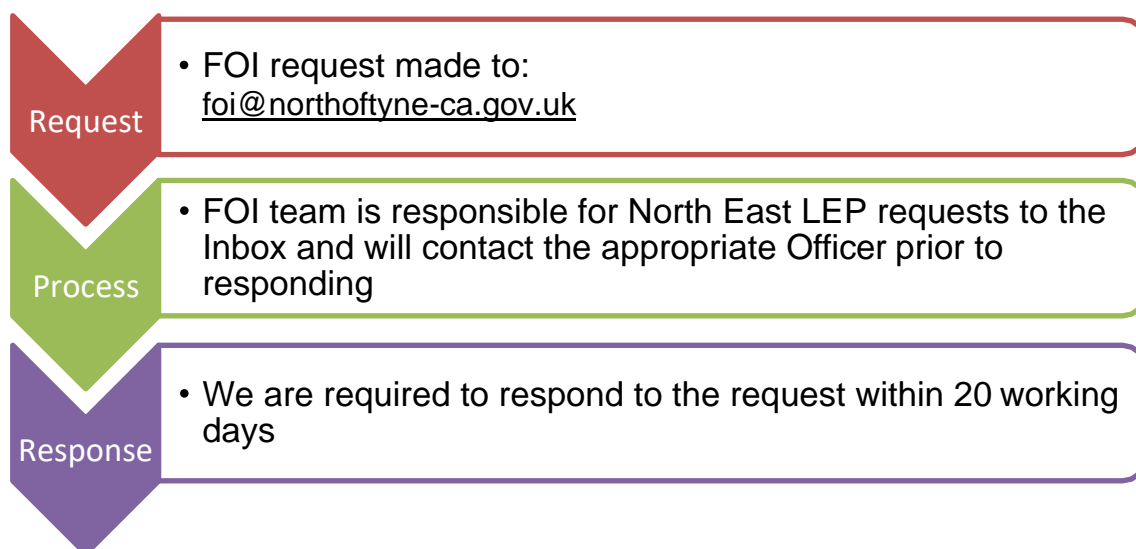 Request
• FOI request made to:
foi@northoftyne-ca.gov.uk
Process
• FOI team is responsible for North East LEP requests to the
Inbox and will contact the appropriate Officer prior to
responding
Response
• We are required to respond to the request within 20 working
days